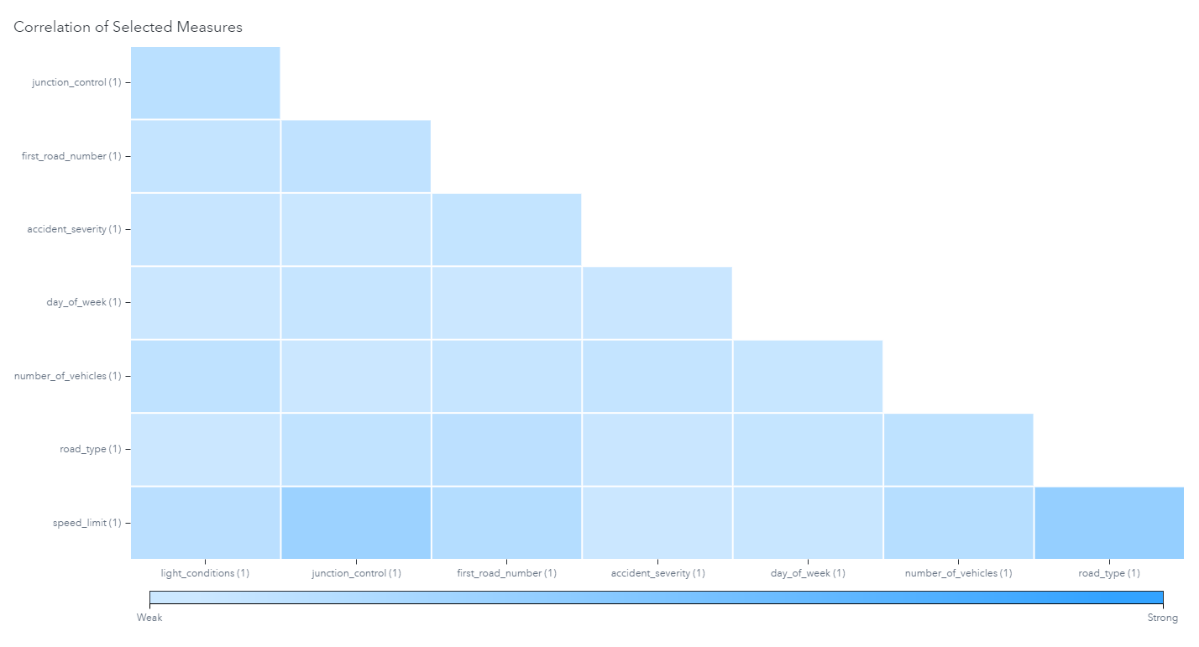 Correlation of Selected Measures
junction_control (1)
first_road_number (1)
accident_severity (1)
day_of_week (1)
number_of_vehicles (1)
road_type (1)
speed_limit (1)
light_conditions (1) junction_control (1) first_road_number (1) accident_severity (1) day_of_week (1) number_of_vehicles (1) road_type (1)
Weak Strong